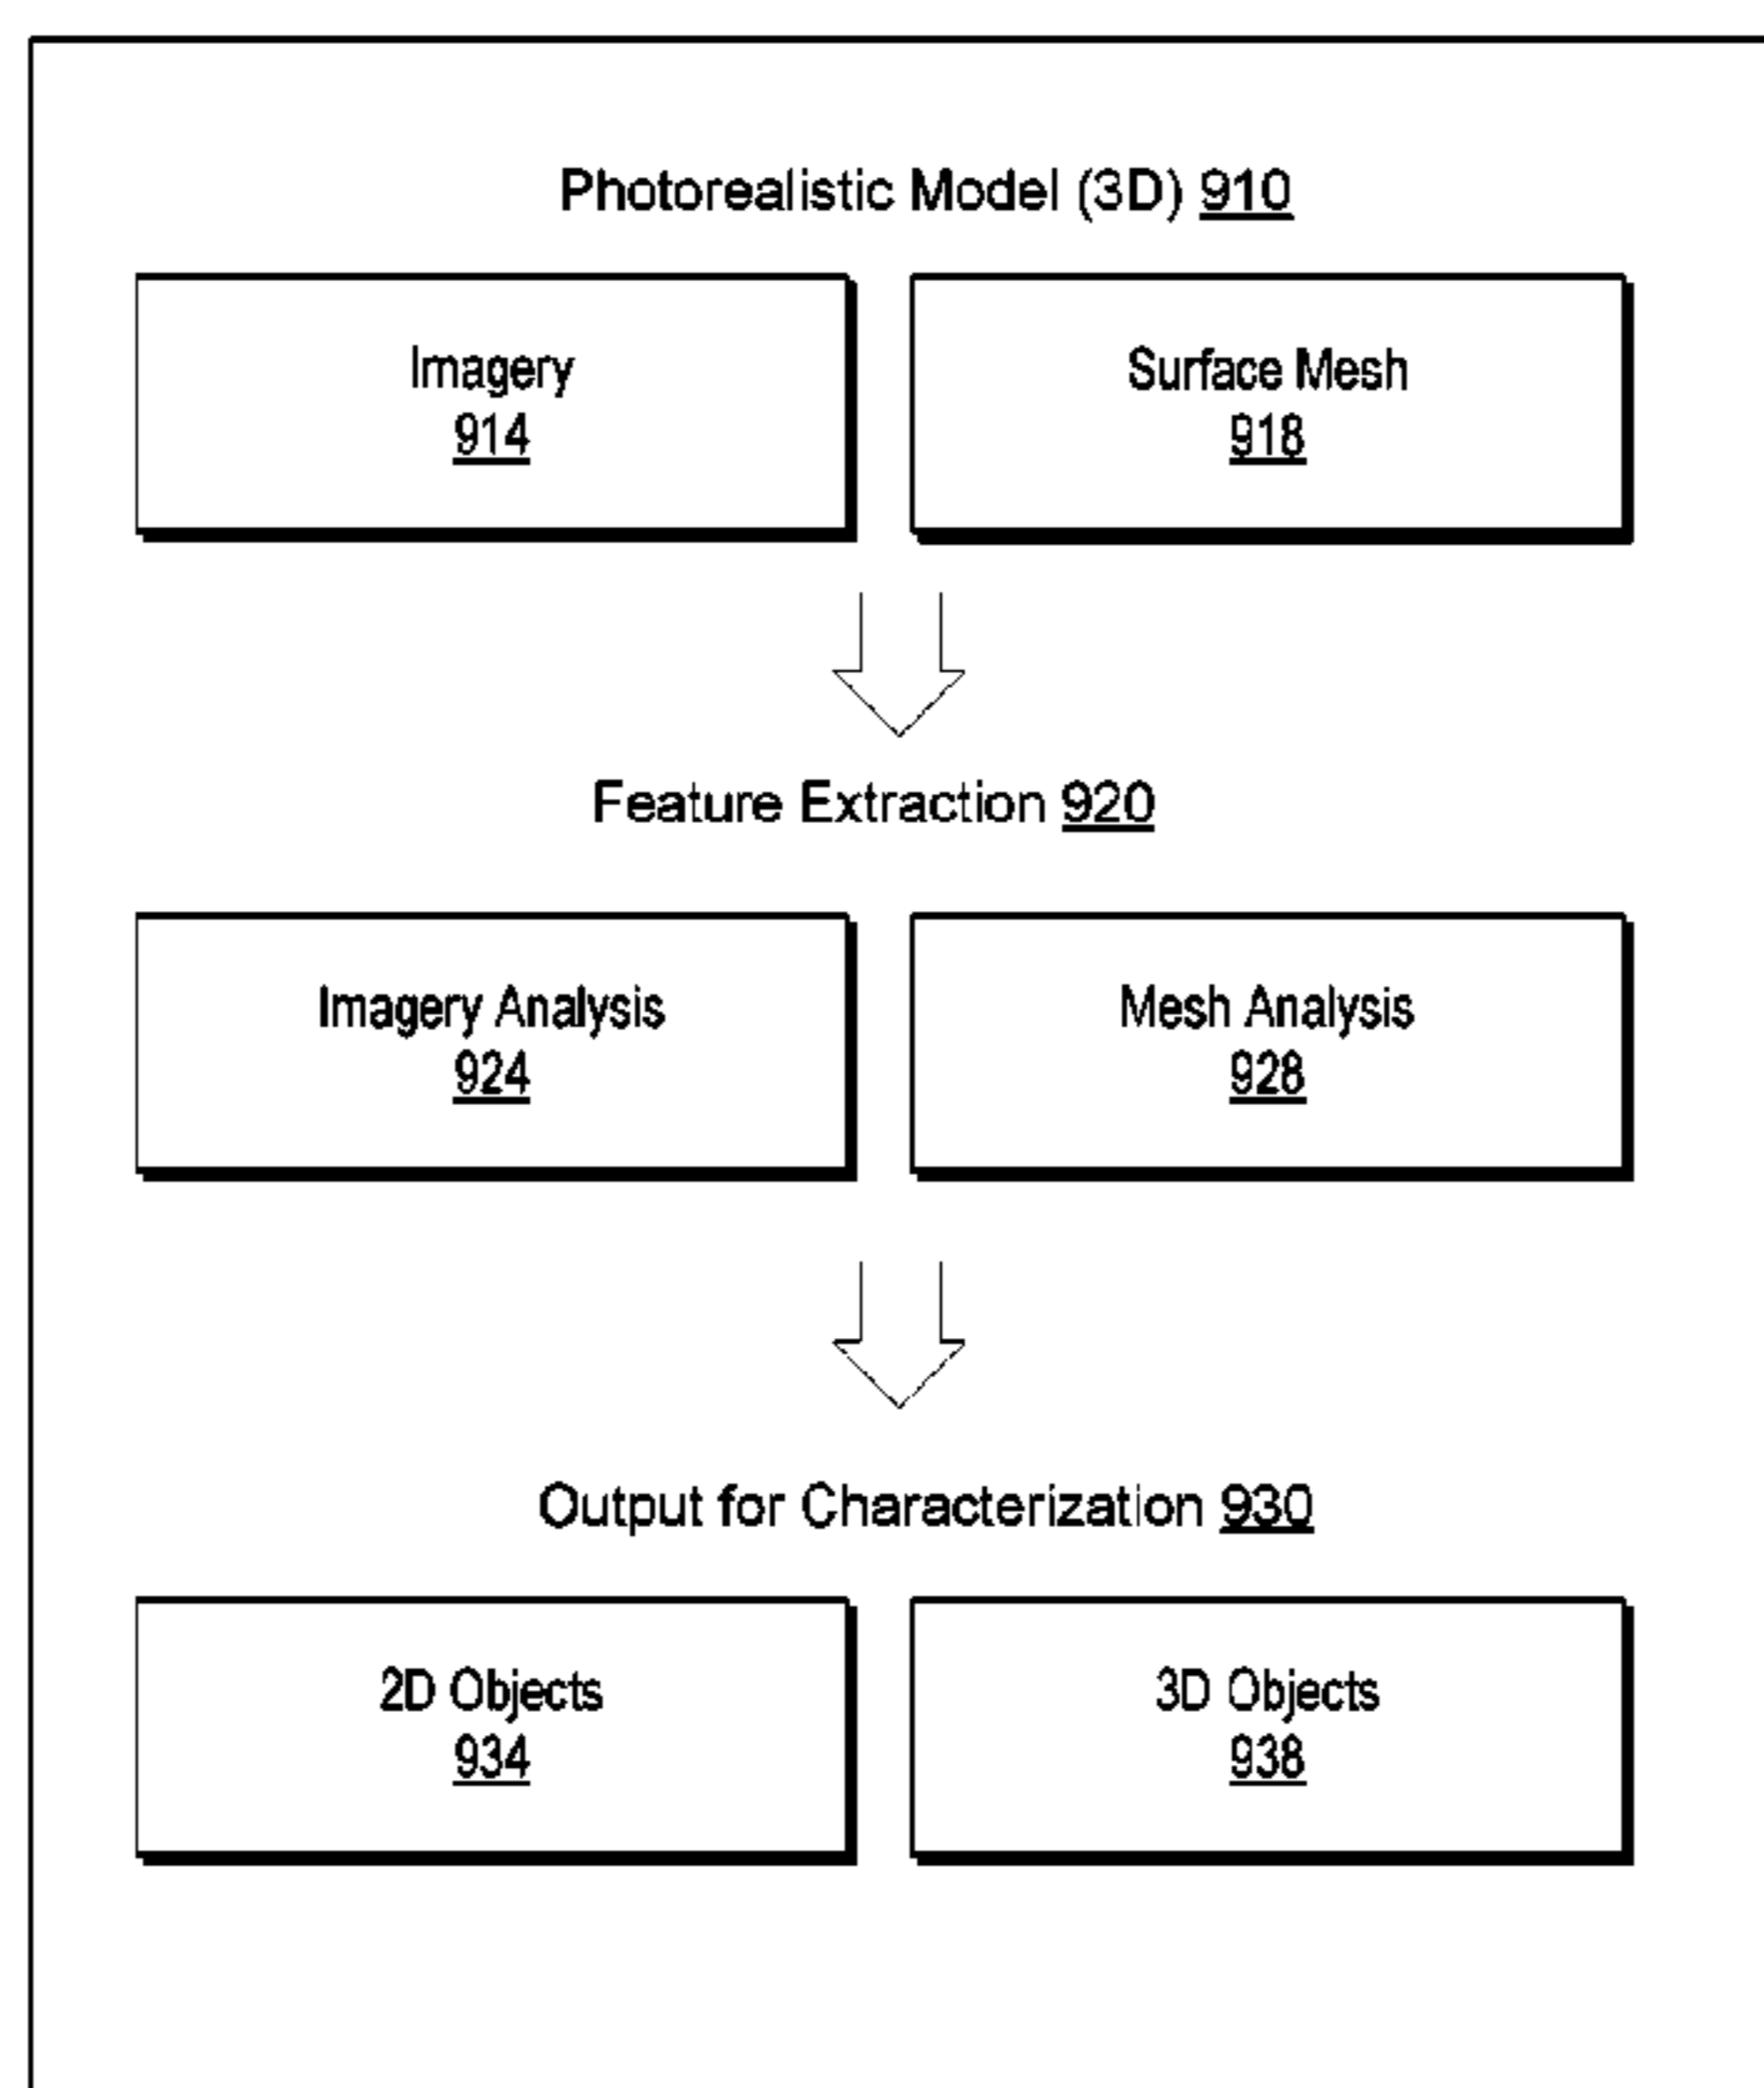 Photorealistic Model (3D) 910
Imagery
914
Surface Mesh
918
Feature Extraction 920
Imagery Analysis
924
Mesh Analysis
928
Output for Characterization 930
2D Objects
934
3D Objects
938